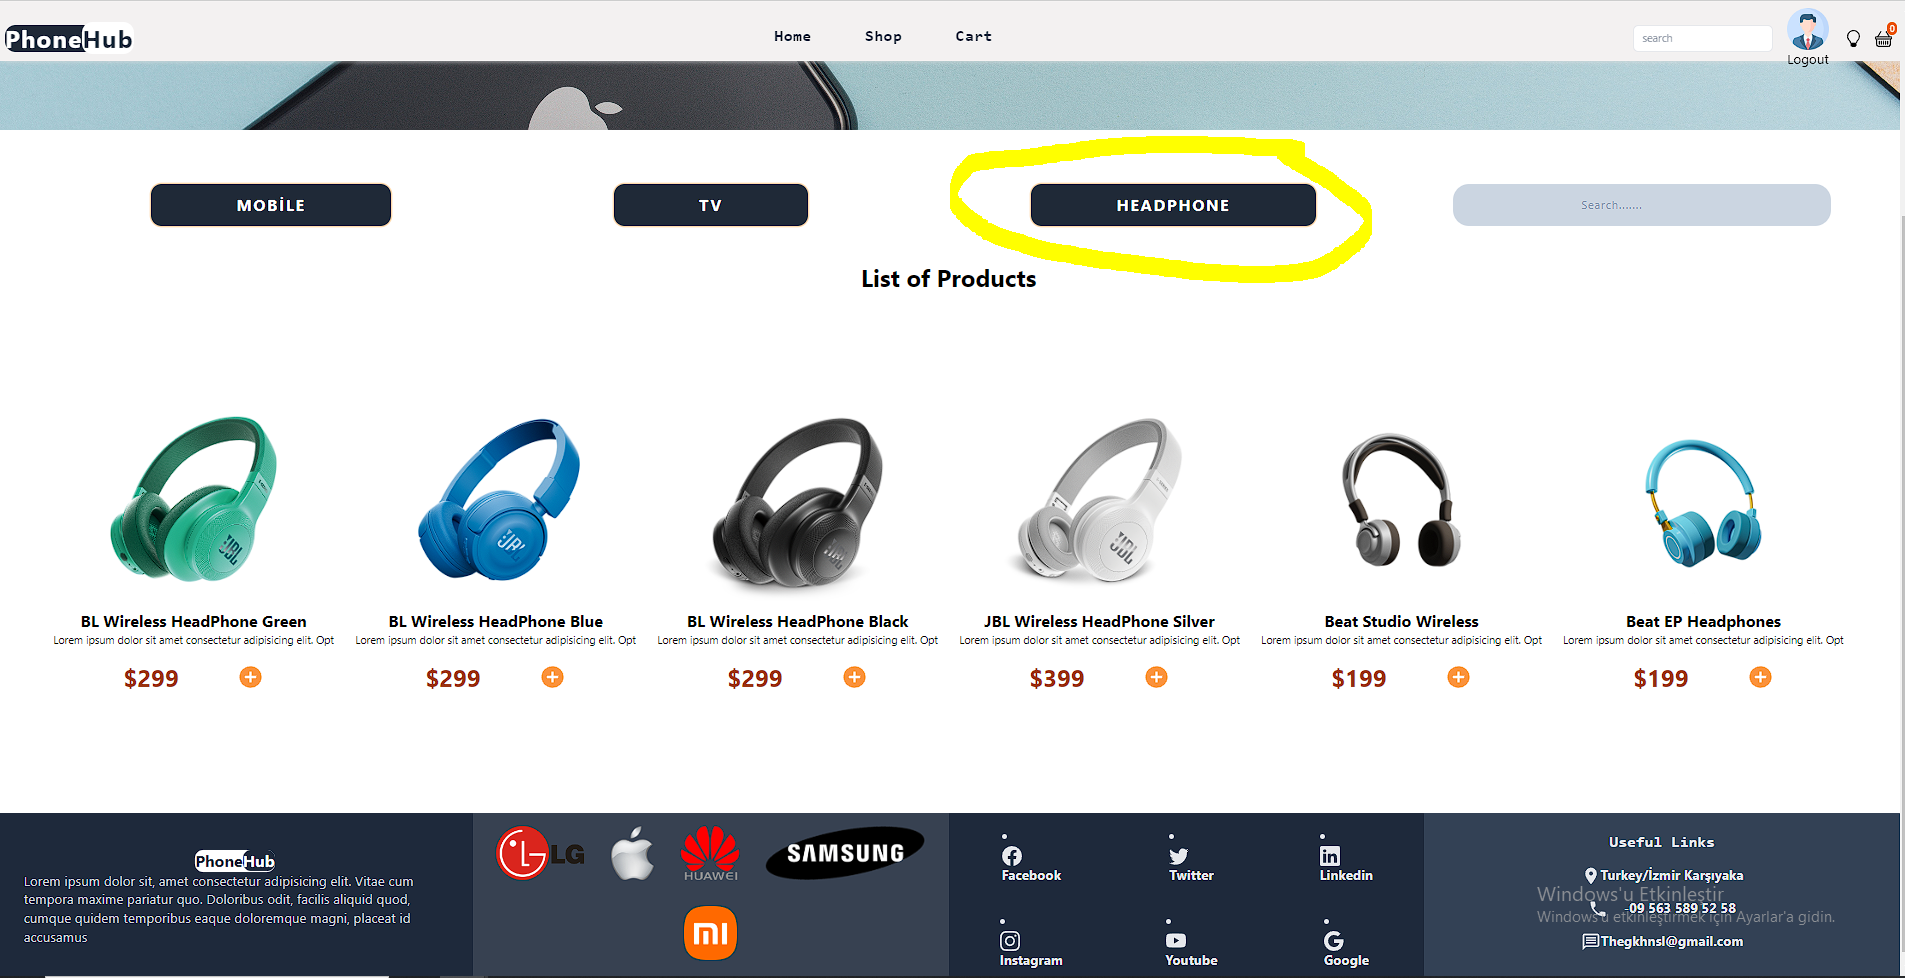 PhoneHub
Home
Shop
Cart
search
0
Logout
MOBİLE
TV
HEADPHONE
Search.......
List of Products
JBL
JBL
JBL
JBL
BL Wireless HeadPhone Green
Lorem ipsum dolor sit amet consectetur adipisicing elit. Opt
$299
BL Wireless HeadPhone Blue
Lorem ipsum dolor sit amet consectetur adipisicing elit. Opt
$299
BL Wireless HeadPhone Black
Lorem ipsum dolor sit amet consectetur adipisicing elit. Opt
$299
JBL Wireless HeadPhone Silver
Lorem ipsum dolor sit amet consectetur adipisicing elit. Opt
$399
Beat Studio Wireless
Lorem ipsum dolor sit amet consectetur adipisicing elit. Opt
$199
Beat EP Headphones
Lorem ipsum dolor sit amet consectetur adipisicing elit. Opt
$199
PhoneHub
Lorem ipsum dolor sit, amet consectetur adipisicing elit. Vitae cum
tempora maxime pariatur quo. Doloribus odit, facilis aliquid quod,
cumque quidem temporibus eaque doloremque magni, placeat id
accusamus
LG
HUAWEI
SAMSUNG
mi
Facebook
Twitter
Linkedin
Instagram
Youtube
Google
Useful Links
Turkey/İzmir Karşıyaka
-09 563 589 52 58
Thegkhnsl@gmail.com
Windows'u Etkinleştir
Windows'u etkinleştirmek için Ayarlar'a gidin.